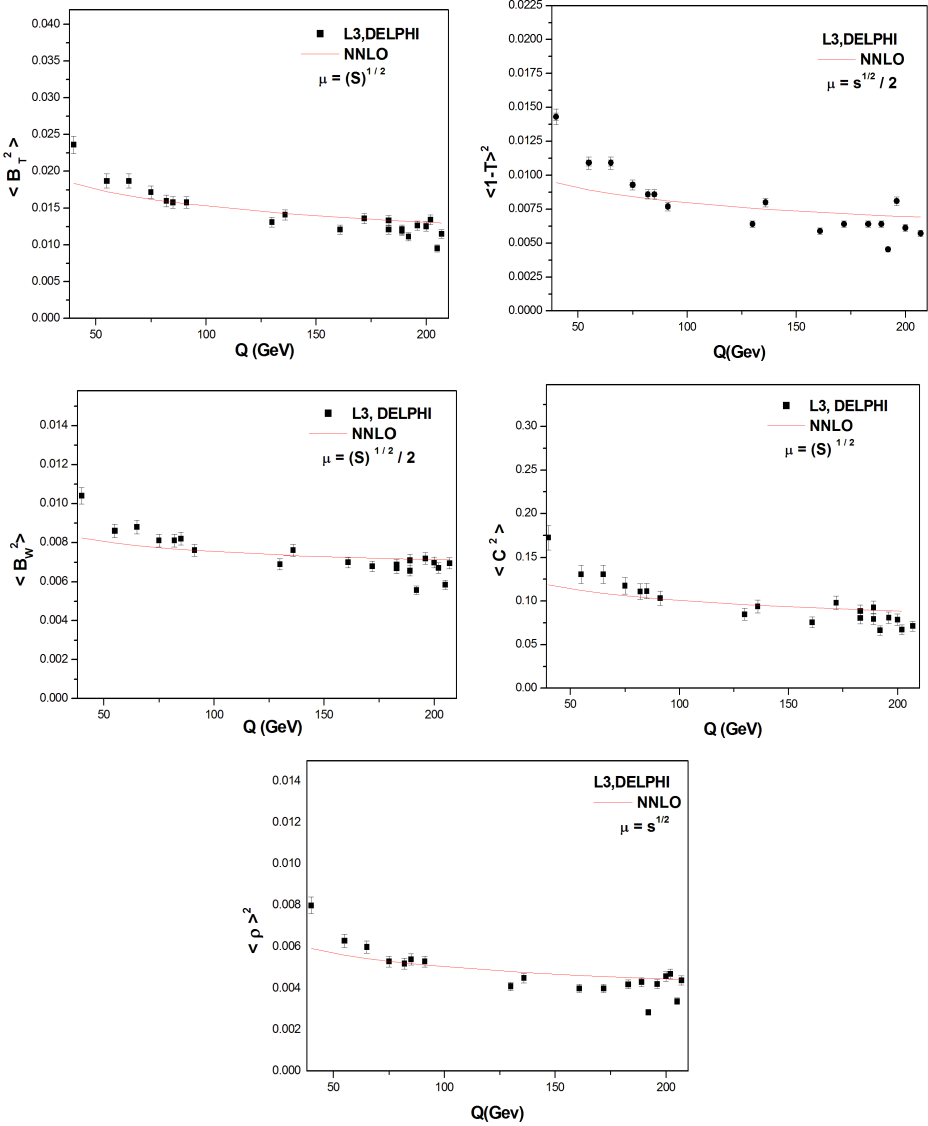 0.040
0.035
0.030
0.025
0.020
0.015
0.010
0.005
0.000
< B_T^2 >
L3,DELPHI
NNLO
μ = (S)^1/2
50
100
150
200
Q (GeV)
0.0225
0.0200
0.0175
0.0150
0.0125
0.0100
0.0075
0.0050
0.0025
0.0000
<1-T>^2
L3,DELPHI
NNLO
μ = s^1/2 / 2
50
100
150
200
Q(Gev)
0.014
0.012
0.010
0.008
0.006
0.004
0.002
0.000
< B_W^2 >
L3, DELPHI
NNLO
μ = (S)^1/2 / 2
50
100
150
200
Q (GeV)
0.30
0.25
0.20
0.15
0.10
0.05
0.00
< C^2 >
L3, DELPHI
NNLO
μ = (S)^1/2
50
100
150
200
Q (GeV)
0.014
0.012
0.010
0.008
0.006
0.004
0.002
0.000
< ρ >^2
L3,DELPHI
NNLO
μ = s^1/2
50
100
150
200
Q(Gev)